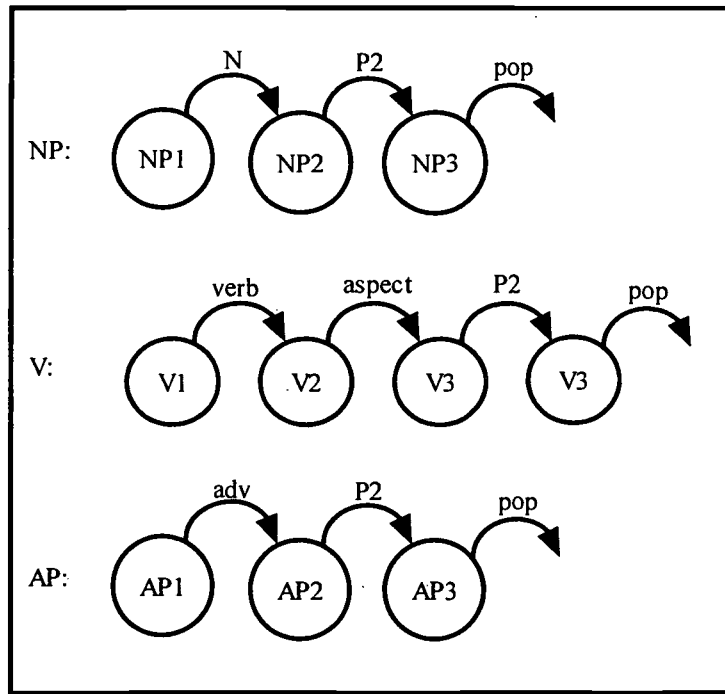 N P2 pop
NP: NP1 NP2 NP3
verb aspect P2 pop
V: V1 V2 V3 V3
adv P2 pop
AP: AP1 AP2 AP3